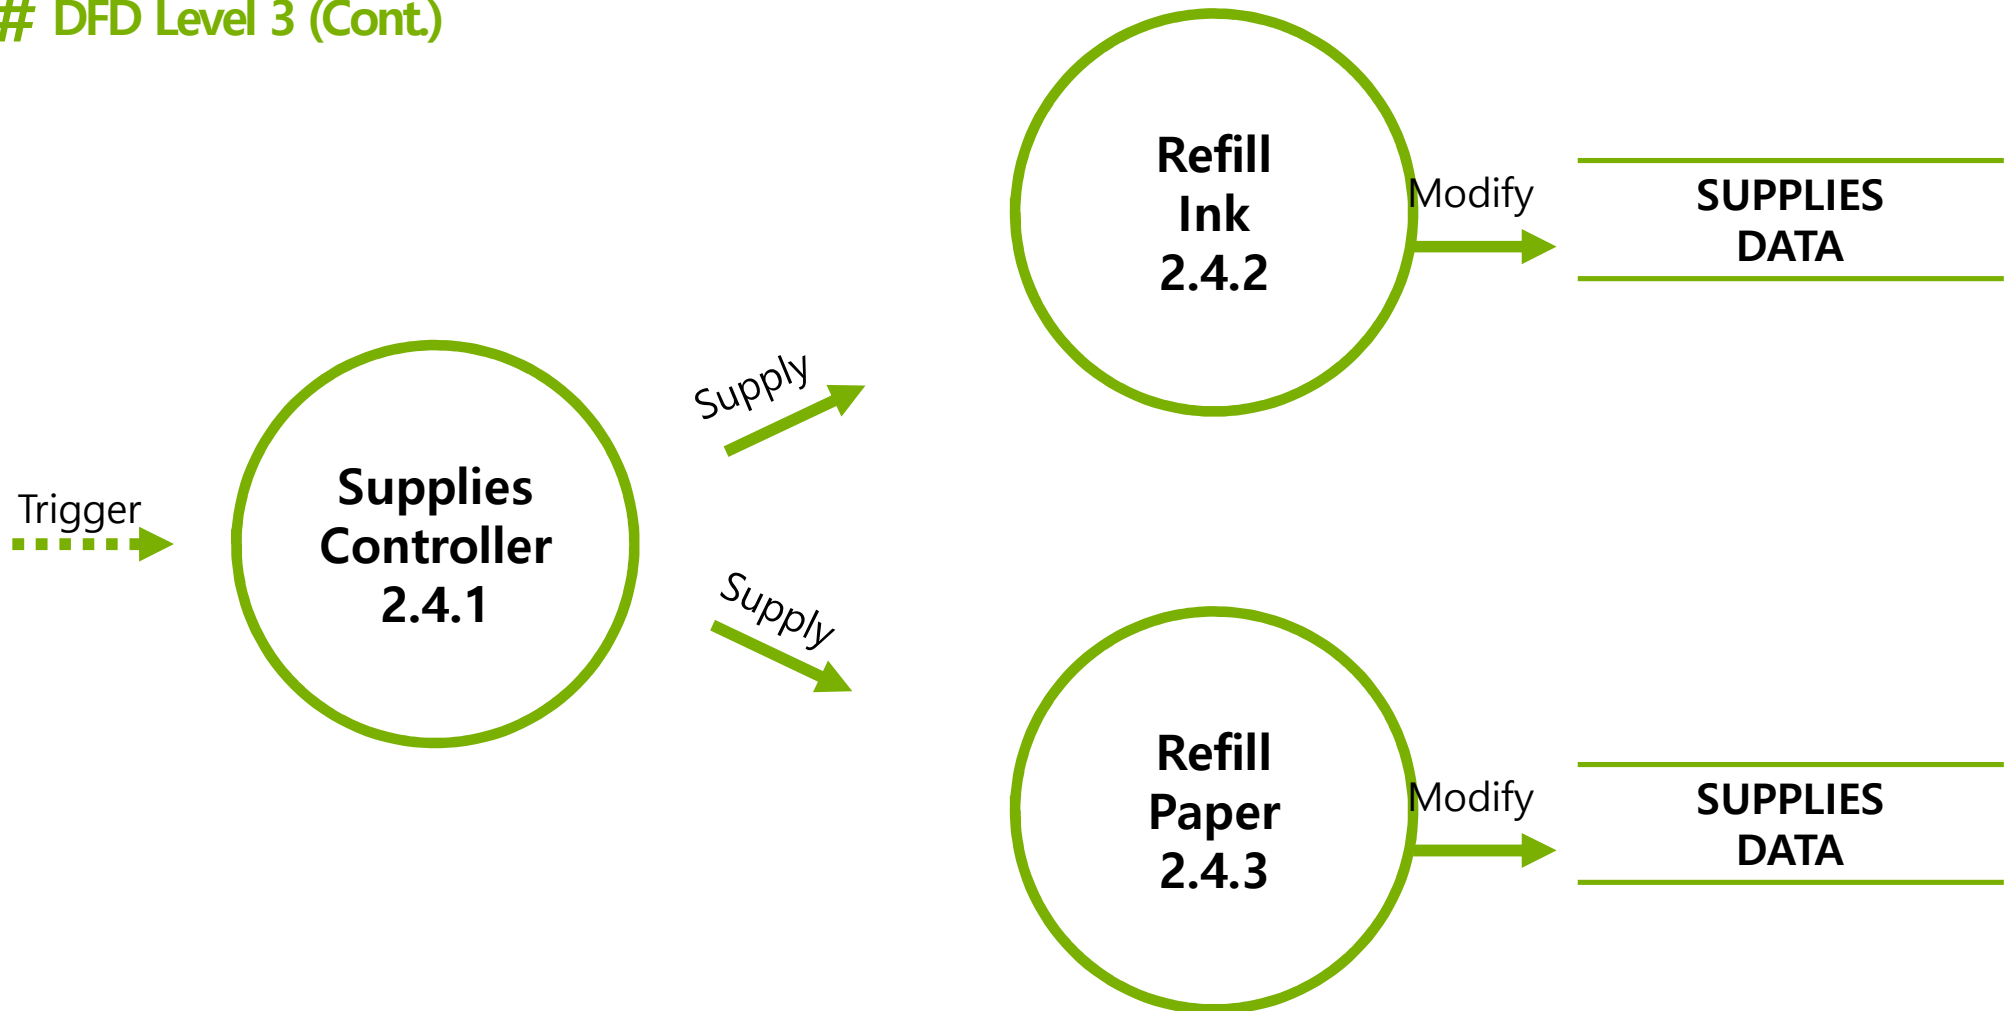 # DFD Level 3 (Cont.)
Trigger
Supplies
Controller
2.4.1
Supply
Refill
Ink
2.4.2
Modify
SUPPLIES
DATA
Supply
Refill
Paper
2.4.3
Modify
SUPPLIES
DATA